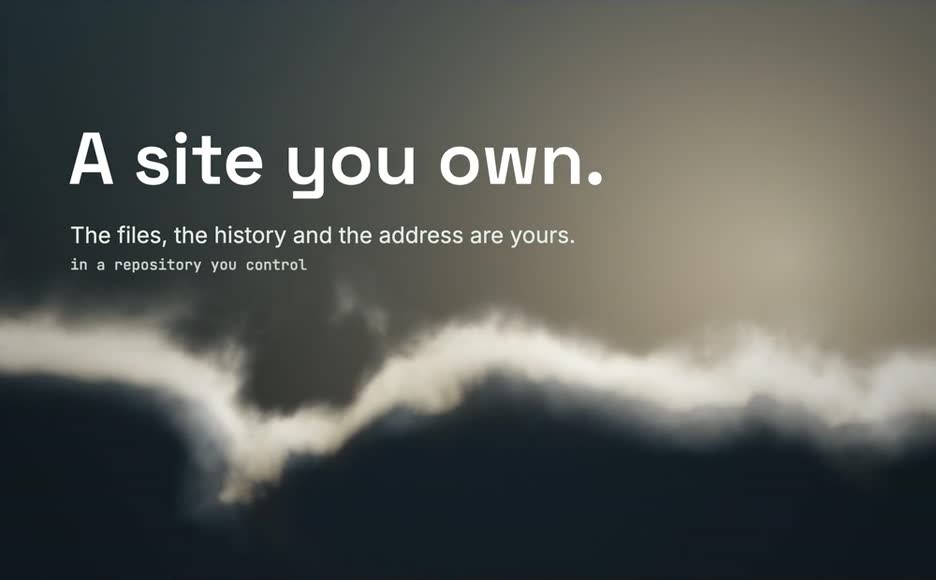 A site you own.
The files, the history and the address are yours.
in a repository you control